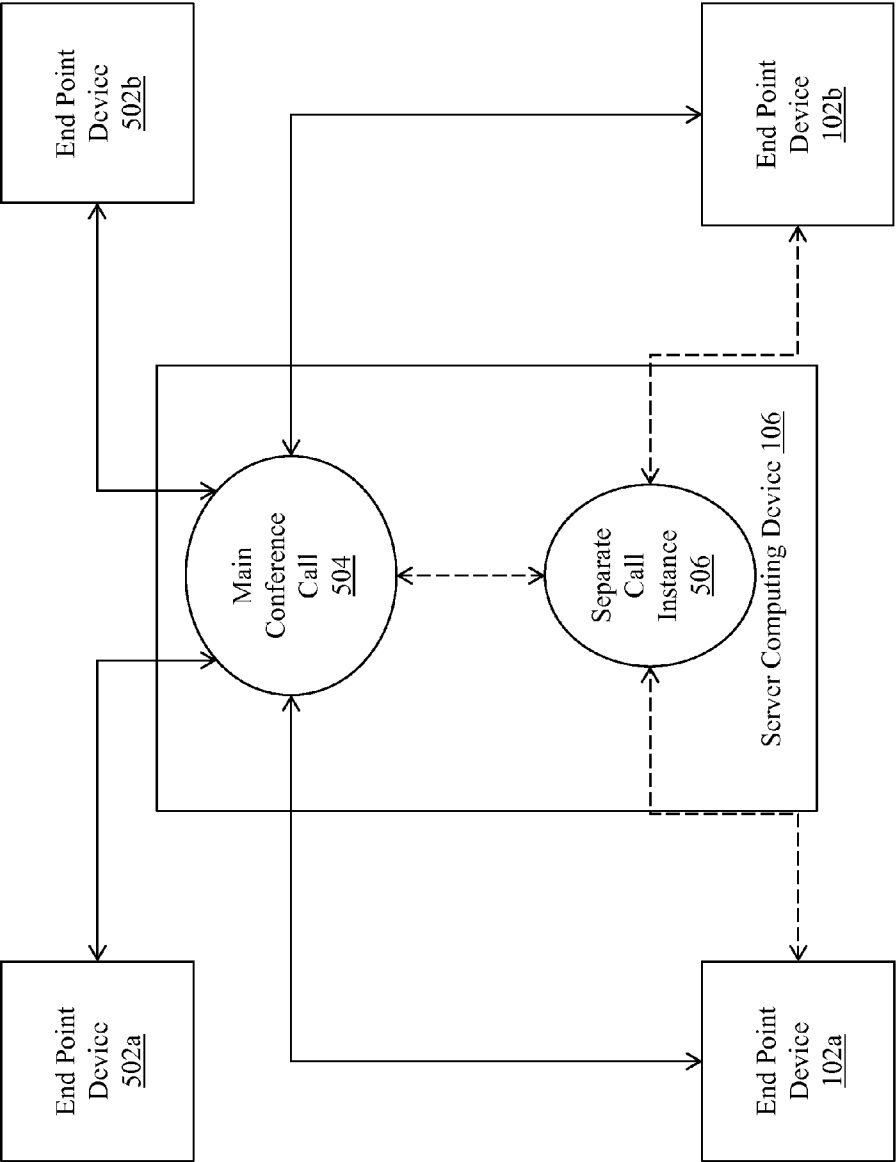 End Point
Device
502a
End Point
Device
502b
Main
Conference
Call
504
Separate
Call
Instance
506
Server Computing Device 106
End Point
Device
102a
End Point
Device
102b